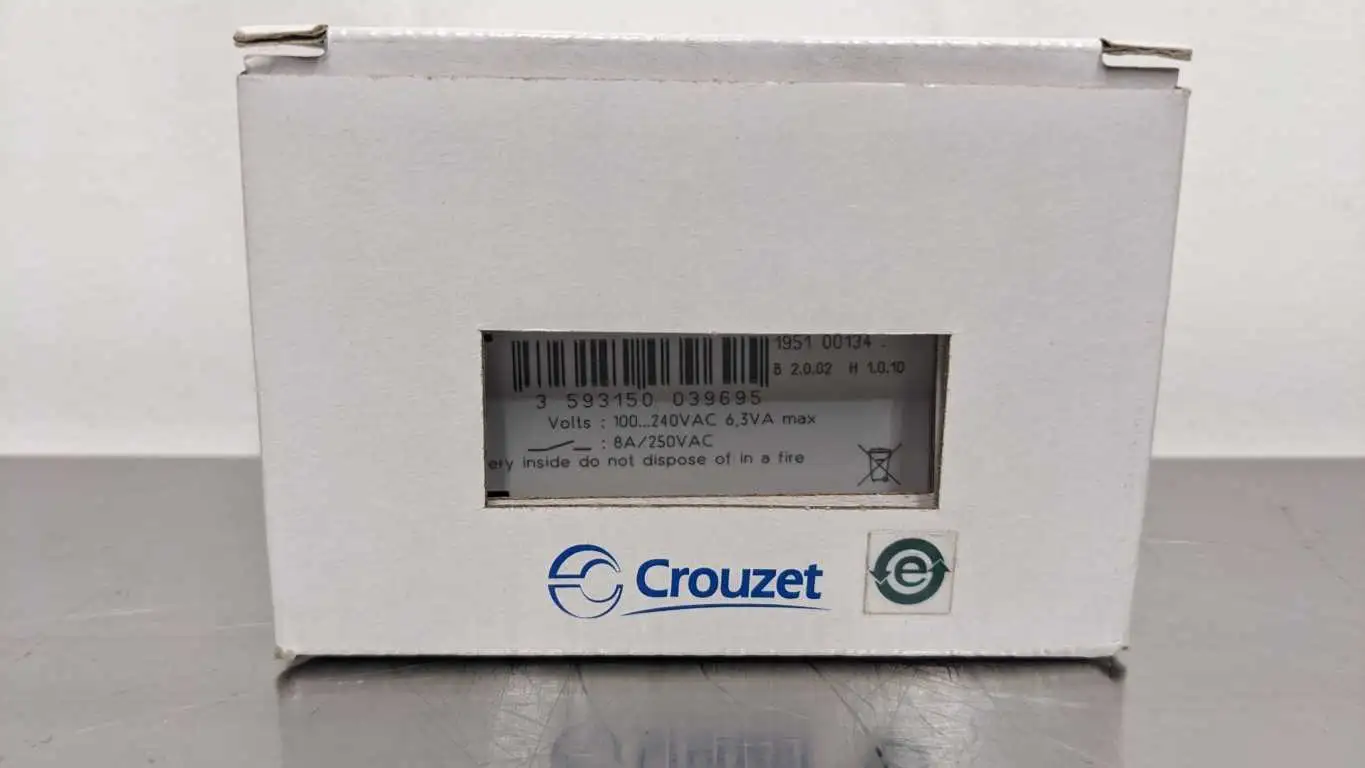 1951 00134
B 2.0.02 H 1.0.10
3 593150 039695
Volts : 100...240VAC 6,3VA max
: 8A/250VAC
ery inside do not dispose of in a fire
Crouzet
e